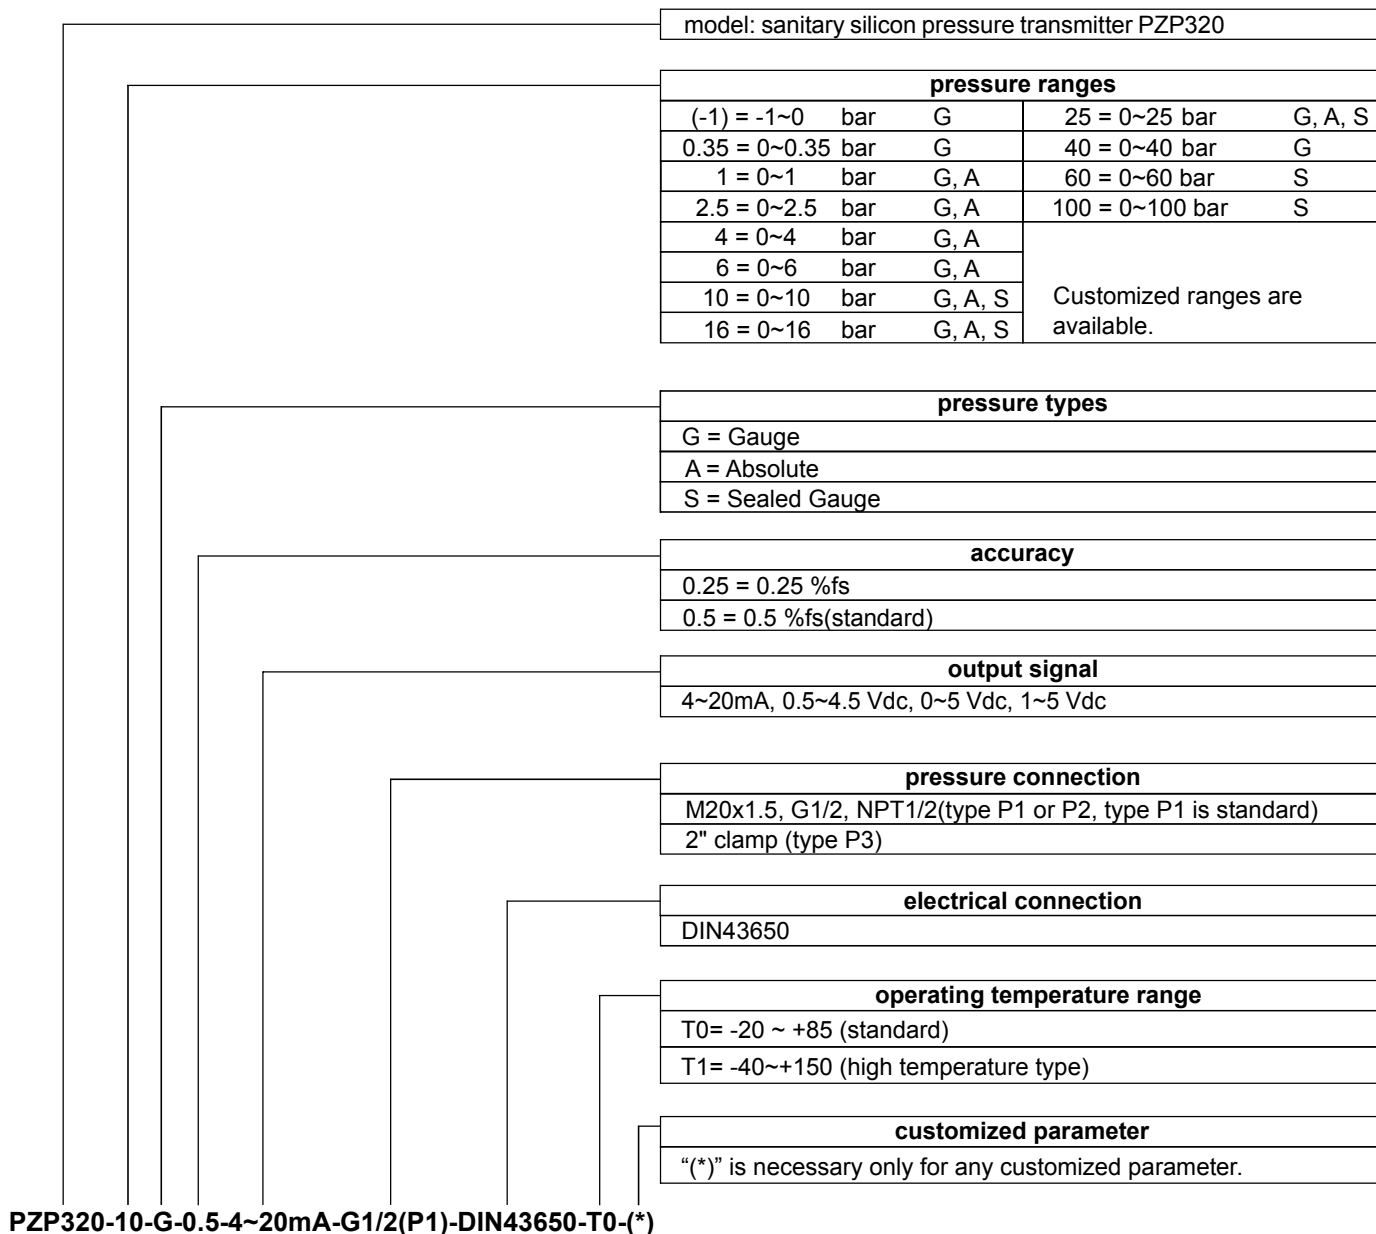 model: sanitary silicon pressure transmitter PZP320
pressure ranges
(-1) = -1~0 bar G 25 = 0~25 bar G, A, S
0.35 = 0~0.35 bar G 40 = 0~40 bar G
1 = 0~1 bar G, A 60 = 0~60 bar S
2.5 = 0~2.5 bar G, A 100 = 0~100 bar S
4 = 0~4 bar G, A
6 = 0~6 bar G, A
10 = 0~10 bar G, A, S
16 = 0~16 bar G, A, S
Customized ranges are
available.
pressure types
G = Gauge
A = Absolute
S = Sealed Gauge
accuracy
0.25 = 0.25 %fs
0.5 = 0.5 %fs(standard)
output signal
4~20mA, 0.5~4.5 Vdc, 0~5 Vdc, 1~5 Vdc
pressure connection
M20x1.5, G1/2, NPT1/2(type P1 or P2, type P1 is standard)
2" clamp (type P3)
electrical connection
DIN43650
operating temperature range
T0= -20 ~ +85 (standard)
T1= -40~+150 (high temperature type)
customized parameter
“(*)” is necessary only for any customized parameter.
PZP320-10-G-0.5-4~20mA-G1/2(P1)-DIN43650-T0-(*)